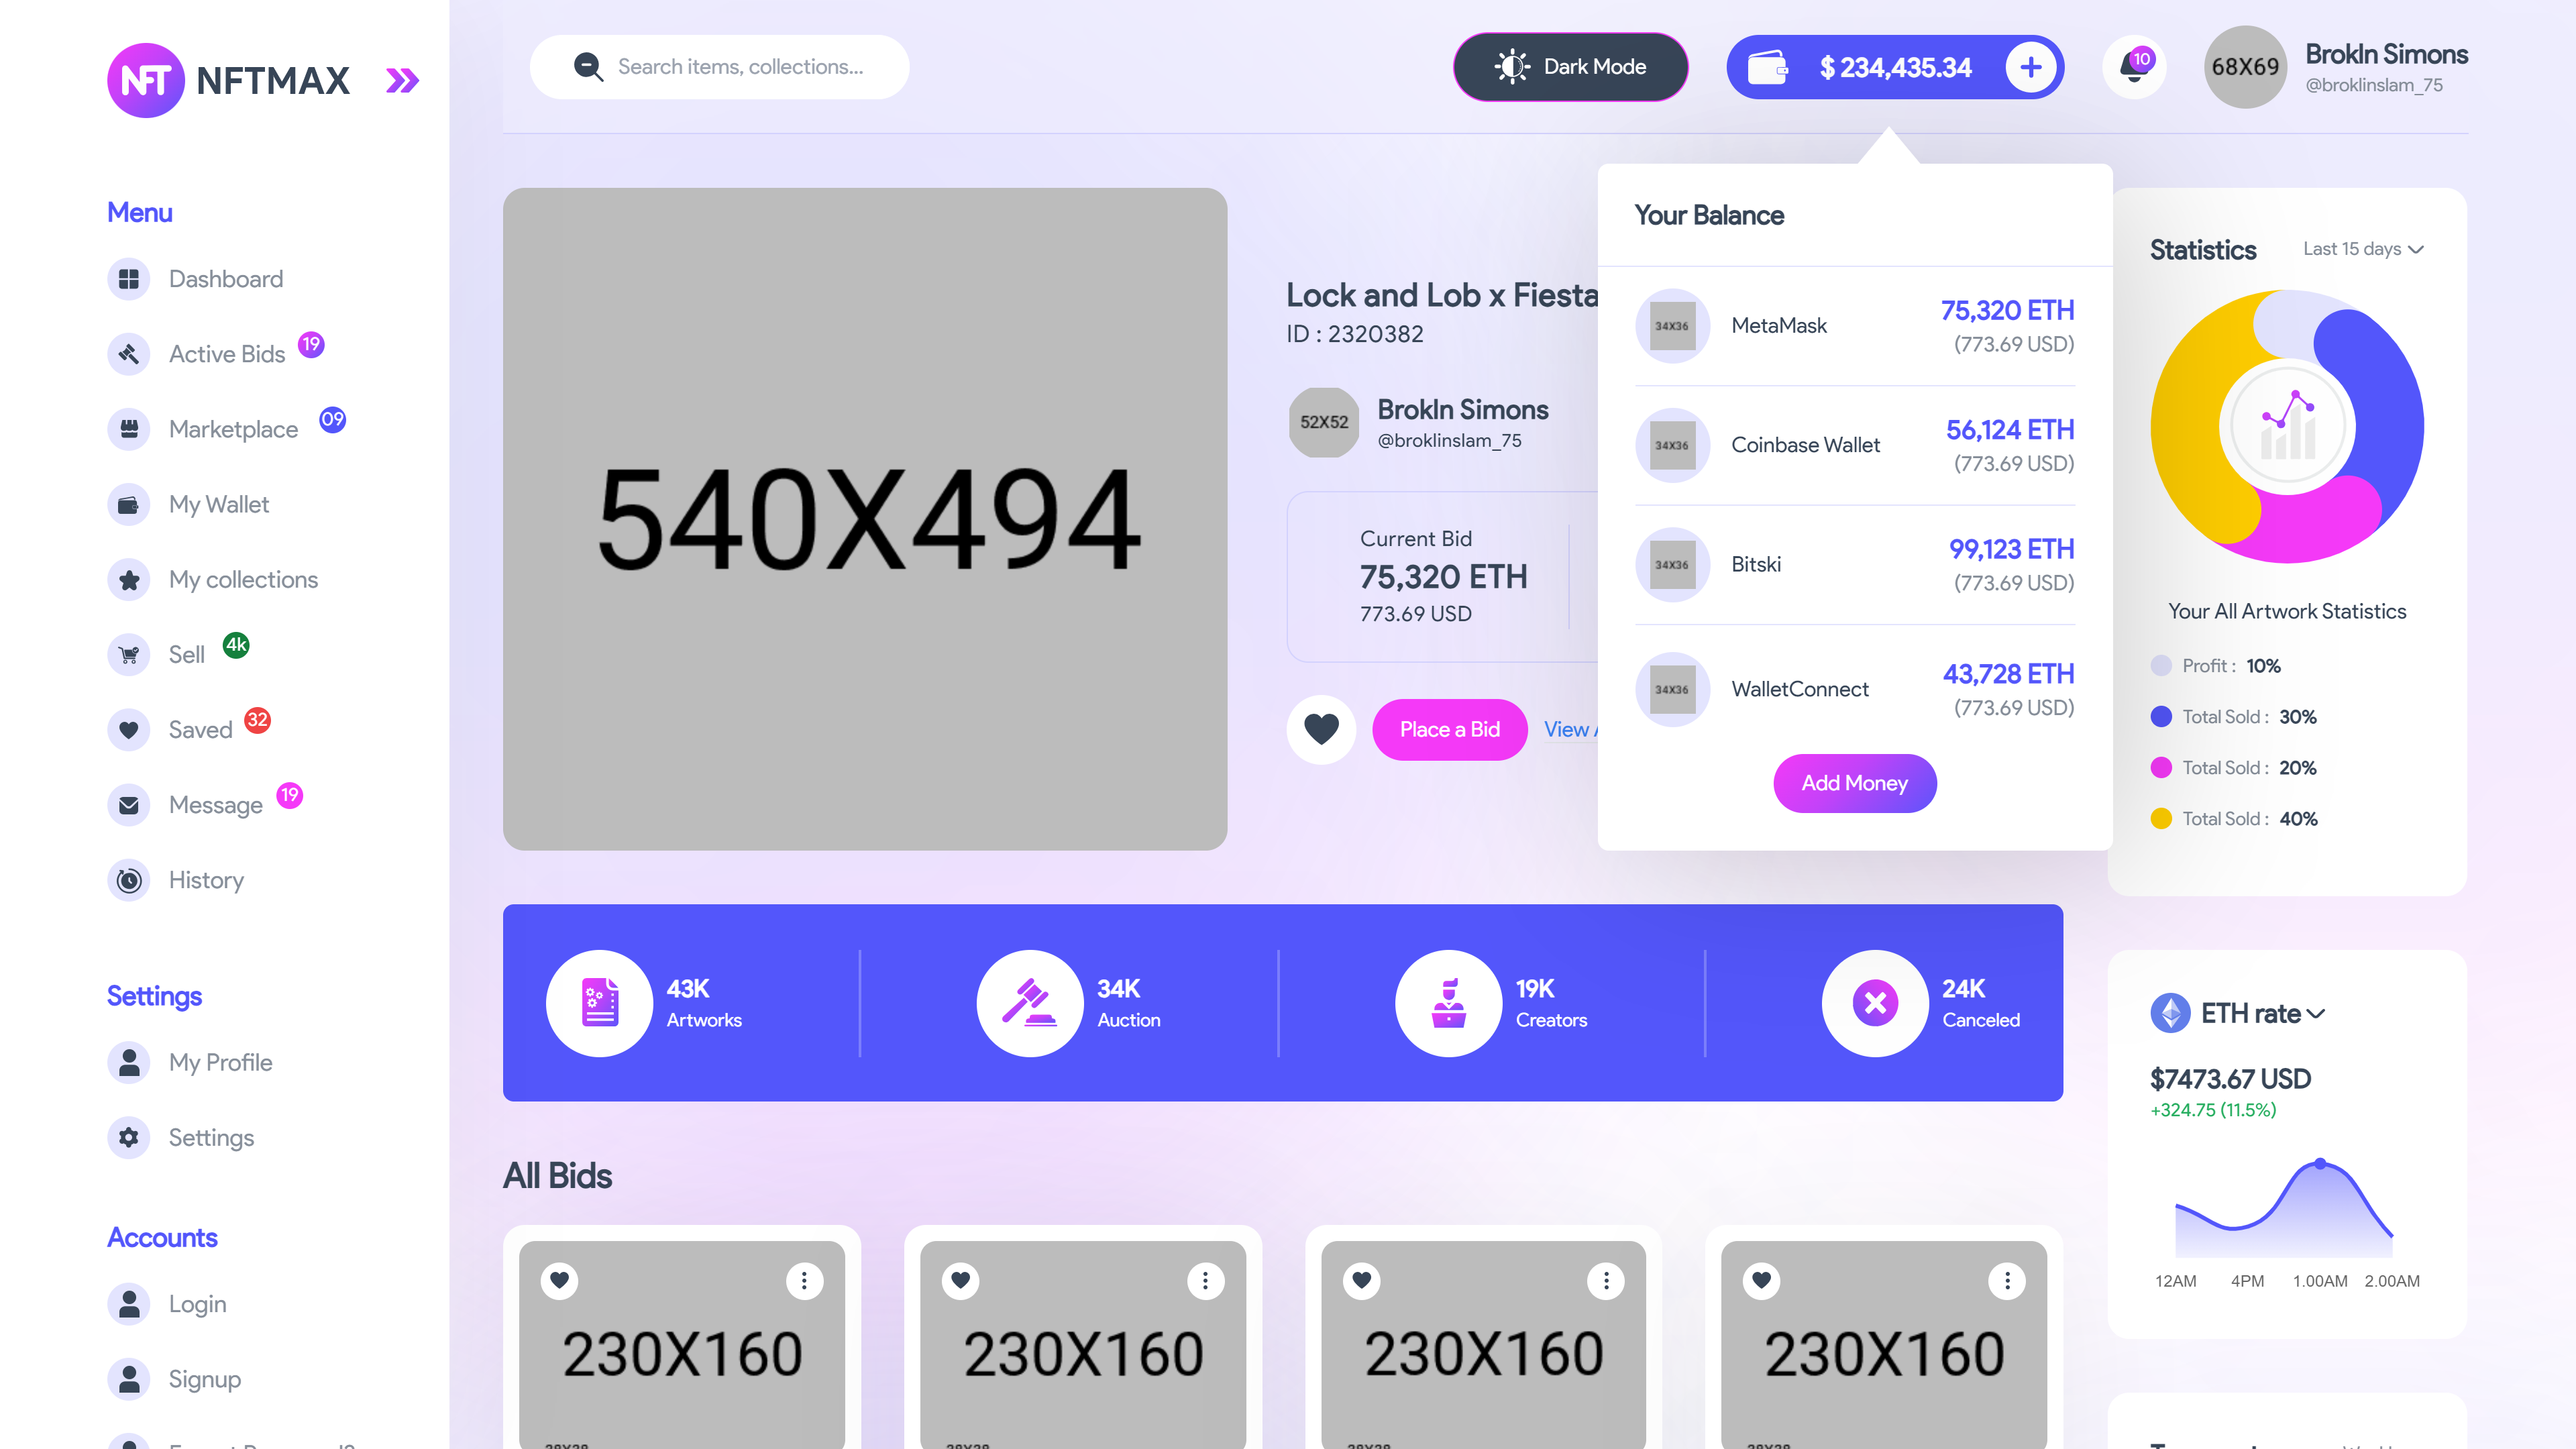 NFT NFTMAX
Menu
Dashboard
Active Bids 19
Marketplace 09
My Wallet
My collections
Sell 4k
Saved 32
Message 19
History
Settings
My Profile
Settings
Accounts
Login
Signup
Search items, collections...
Dark Mode
$ 234,435.34
10
68X69
Brokln Simons
@broklinslam_75
540X494
Lock and Lob x Fiesta
ID : 2320382
52X52
Brokln Simons
@broklinslam_75
Current Bid
75,320 ETH
773.69 USD
Place a Bid
View
Your Balance
34X36
MetaMask
75,320 ETH
(773.69 USD)
34X36
Coinbase Wallet
56,124 ETH
(773.69 USD)
34X36
Bitski
99,123 ETH
(773.69 USD)
34X36
WalletConnect
43,728 ETH
(773.69 USD)
Add Money
Statistics
Last 15 days
Your All Artwork Statistics
Profit : 10%
Total Sold : 30%
Total Sold : 20%
Total Sold : 40%
43K
Artworks
34K
Auction
19K
Creators
24K
Canceled
ETH rate
$7473.67 USD
+324.75 (11.5%)
12AM 4PM 1.00AM 2.00AM
All Bids
230X160
230X160
230X160
230X160